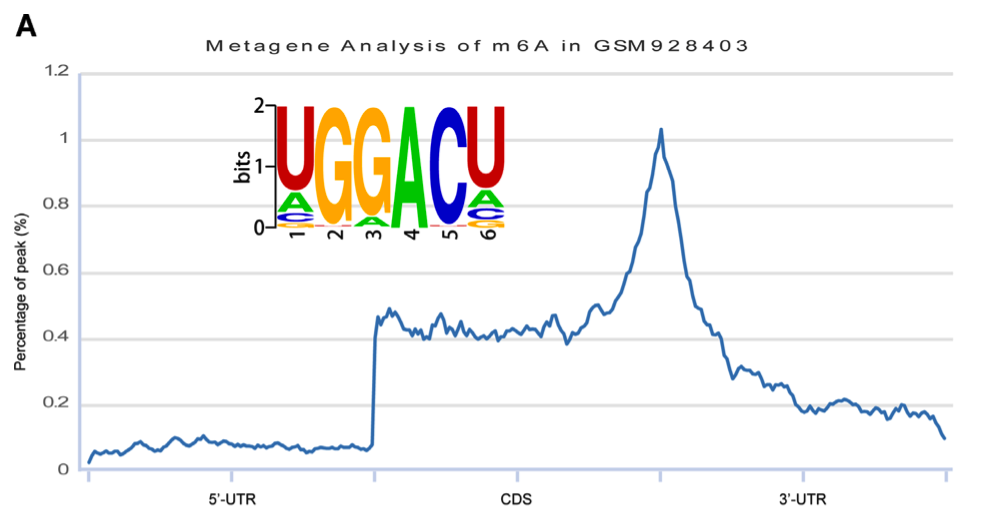 A
Metagene Analysis of m6A in GSM928403
1.2
1
0.8
0.6
0.4
0.2
0
Percentage of peak (%)
2
1
0
bits
UGGACU
A A A
C C
G G
1 2 3 4 5 6
5'-UTR CDS 3'-UTR